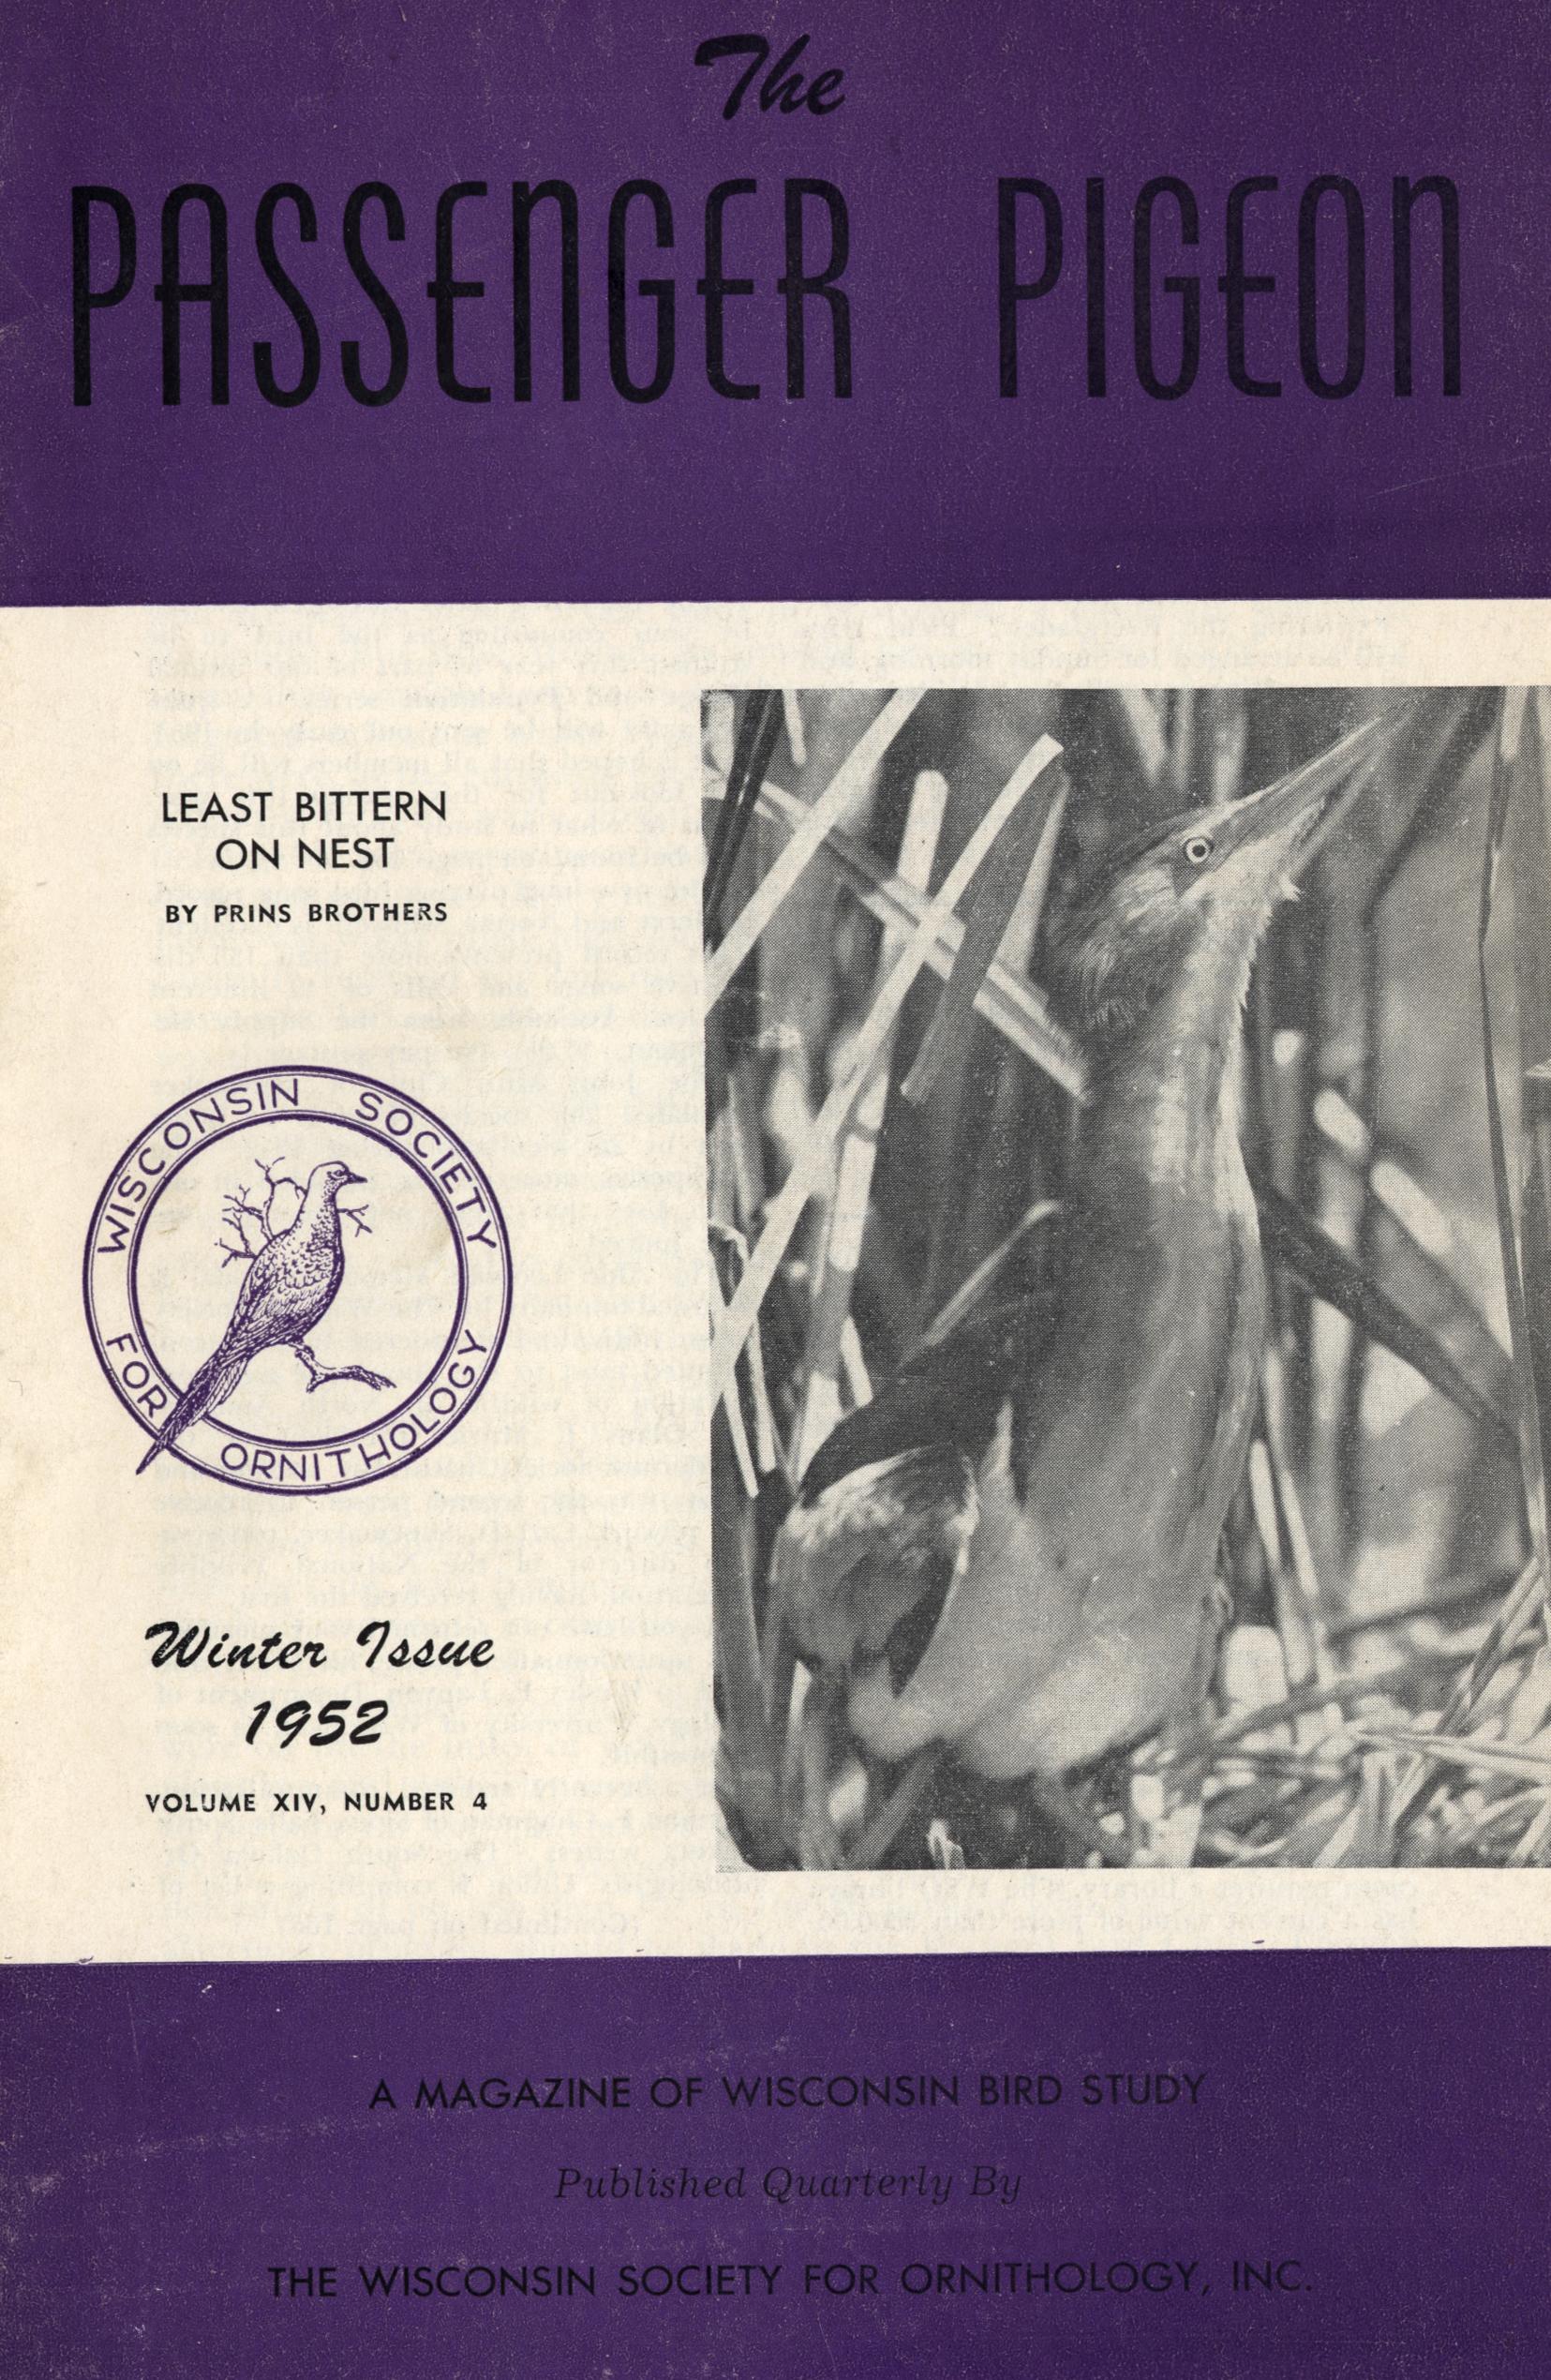 The
PASSENGER PIGEON
LEAST BITTERN
ON NEST
BY PRINS BROTHERS
WISCONSIN SOCIETY
FOR ORNITHOLOGY
Winter Issue
1952
VOLUME XIV, NUMBER 4
A MAGAZINE OF WISCONSIN BIRD STUDY
Published Quarterly By
THE WISCONSIN SOCIETY FOR ORNITHOLOGY, INC.